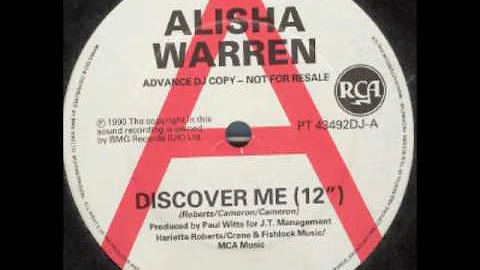 ALISHA
WARREN
ADVANCE DJ COPY – NOT FOR RESALE
RCA
℗ 1990 The copyright in this
sound recording is owned
by BMG Records (UK) Ltd.
PT 43492DJ-A
DISCOVER ME (12")
(Roberts/Cameron/Cameron)
Produced by Paul Witts for J.T. Management
Harietta Roberts/Crane & Fishlock Music/
MCA Music